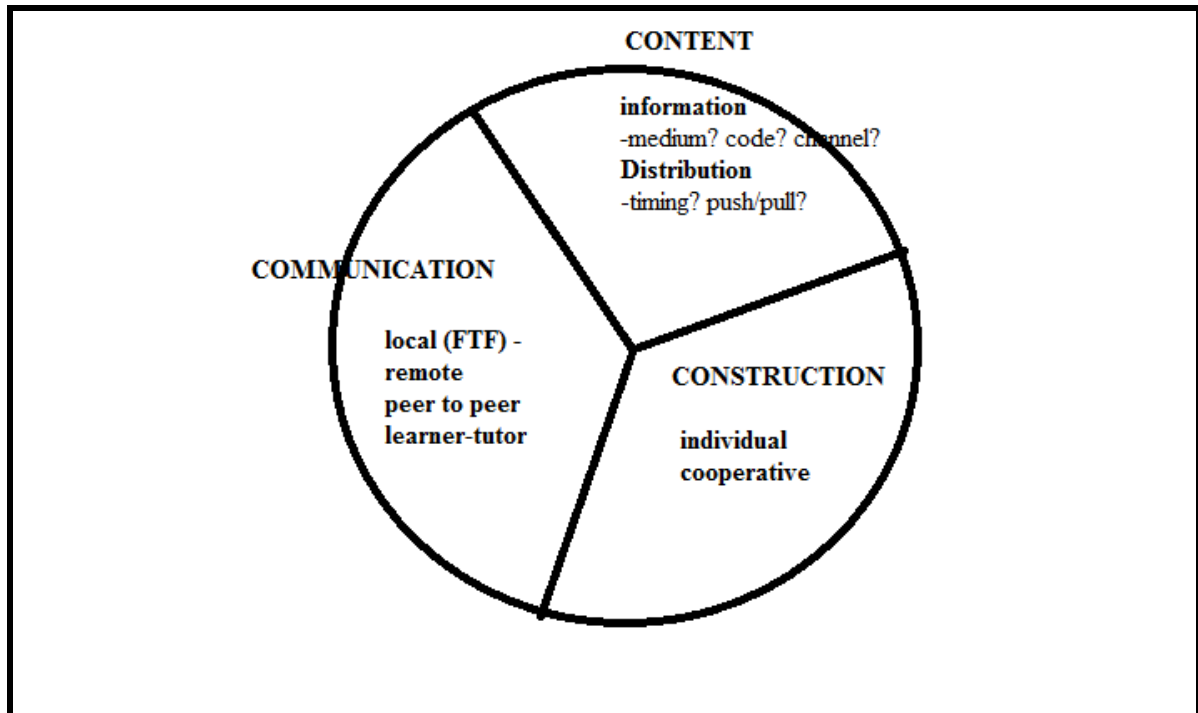 CONTENT
information
-medium? code? channel?
Distribution
-timing? push/pull?
COMMUNICATION
local (FTF) -
remote
peer to peer
learner-tutor
CONSTRUCTION
individual
cooperative